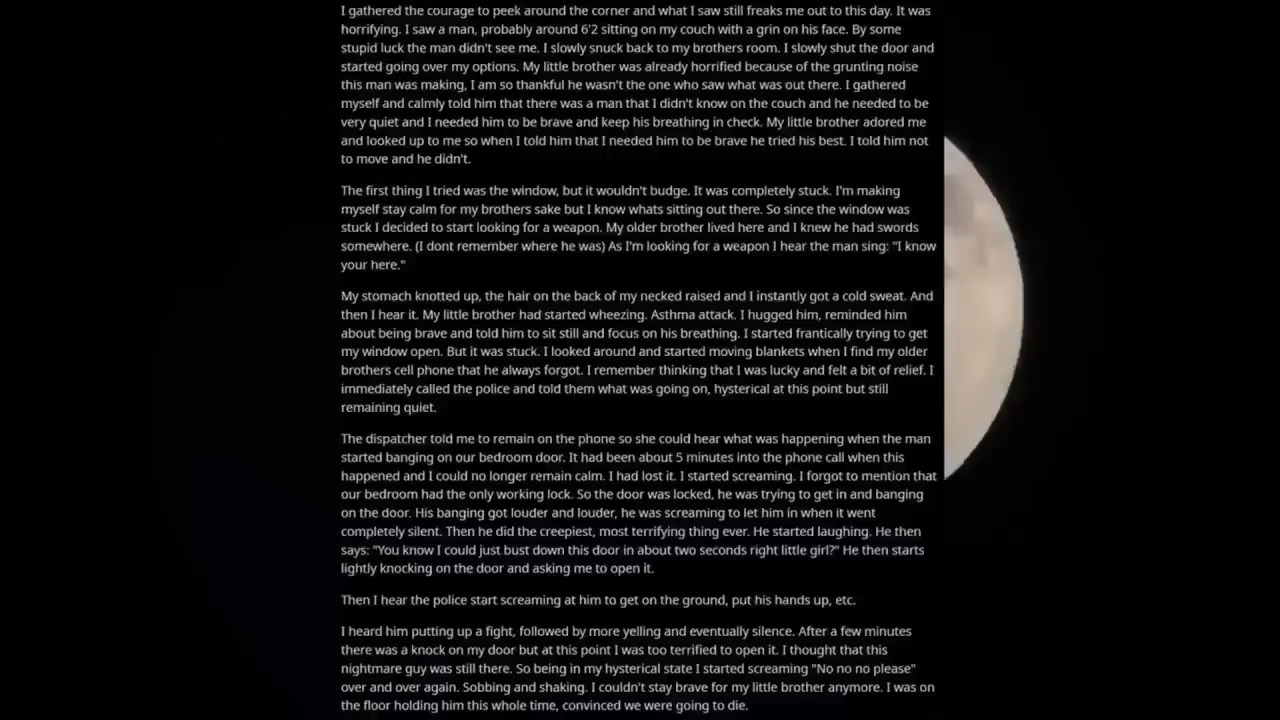 I gathered the courage to peek around the corner and what I saw still freaks me out to this day. It was
horrifying. I saw a man, probably around 6'2 sitting on my couch with a grin on his face. By some
stupid luck the man didn't see me. I slowly snuck back to my brothers room. I slowly shut the door and
started going over my options. My little brother was already horrified because of the grunting noise
this man was making, I am so thankful he wasn't the one who saw what was out there. I gathered
myself and calmly told him that there was a man that I didn't know on the couch and he needed to be
very quiet and I needed him to be brave and keep his breathing in check. My little brother adored me
and looked up to me so when I told him that I needed him to be brave he tried his best. I told him not
to move and he didn't.
The first thing I tried was the window, but it wouldn't budge. It was completely stuck. I'm making
myself stay calm for my brothers sake but I know whats sitting out there. So since the window was
stuck I decided to start looking for a weapon. My older brother lived here and I knew he had swords
somewhere. (I dont remember where he was) As I'm looking for a weapon I hear the man sing: "I know
your here."
My stomach knotted up, the hair on the back of my necked raised and I instantly got a cold sweat. And
then I hear it. My little brother had started wheezing. Asthma attack. I hugged him, reminded him
about being brave and told him to sit still and focus on his breathing. I started frantically trying to get
my window open. But it was stuck. I looked around and started moving blankets when I find my older
brothers cell phone that he always forgot. I remember thinking that I was lucky and felt a bit of relief. I
immediately called the police and told them what was going on, hysterical at this point but still
remaining quiet.
The dispatcher told me to remain on the phone so she could hear what was happening when the man
started banging on our bedroom door. It had been about 5 minutes into the phone call when this
happened and I could no longer remain calm. I had lost it. I started screaming. I forgot to mention that
our bedroom had the only working lock. So the door was locked, he was trying to get in and banging
on the door. His banging got louder and louder, he was screaming to let him in when it went
completely silent. Then he did the creepiest, most terrifying thing ever. He started laughing. He then
says: "You know I could just bust down this door in about two seconds right little girl?" He then starts
lightly knocking on the door and asking me to open it.
Then I hear the police start screaming at him to get on the ground, put his hands up, etc.
I heard him putting up a fight, followed by more yelling and eventually silence. After a few minutes
there was a knock on my door but at this point I was too terrified to open it. I thought that this
nightmare guy was still there. So being in my hysterical state I started screaming "No no no please"
over and over again. Sobbing and shaking. I couldn't stay brave for my little brother anymore. I was on
the floor holding him this whole time, convinced we were going to die.